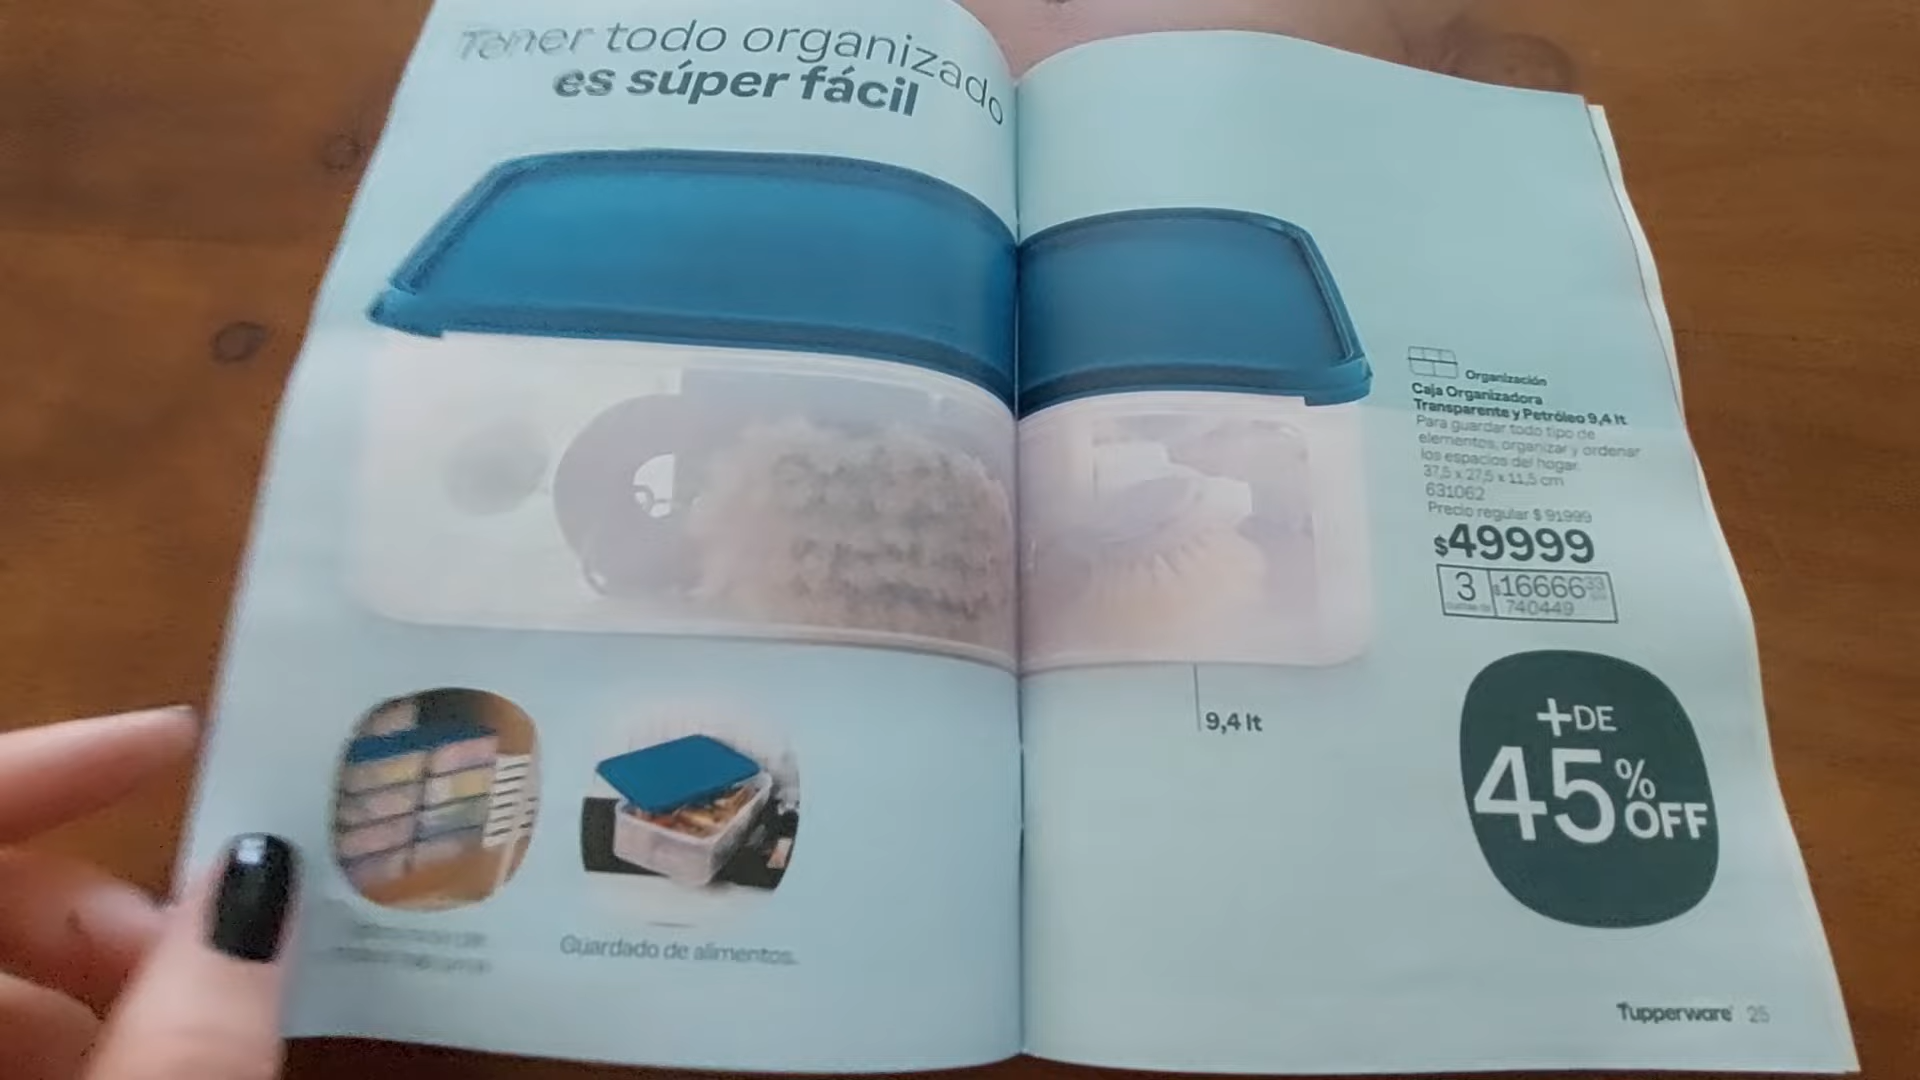 Tener todo organizado
es súper fácil
Guardado de alimentos.
9,4 lt
Organización
Caja Organizadora
Transparente y Petróleo 9,4 lt
Para guardar todo tipo de
elementos, organizar y ordenar
los espacios del hogar.
37,5 x 27,5 x 11,5 cm
631062
Precio regular $ 91999
$49999
3 $16666 33
740449
+DE
45%
OFF
Tupperware 25